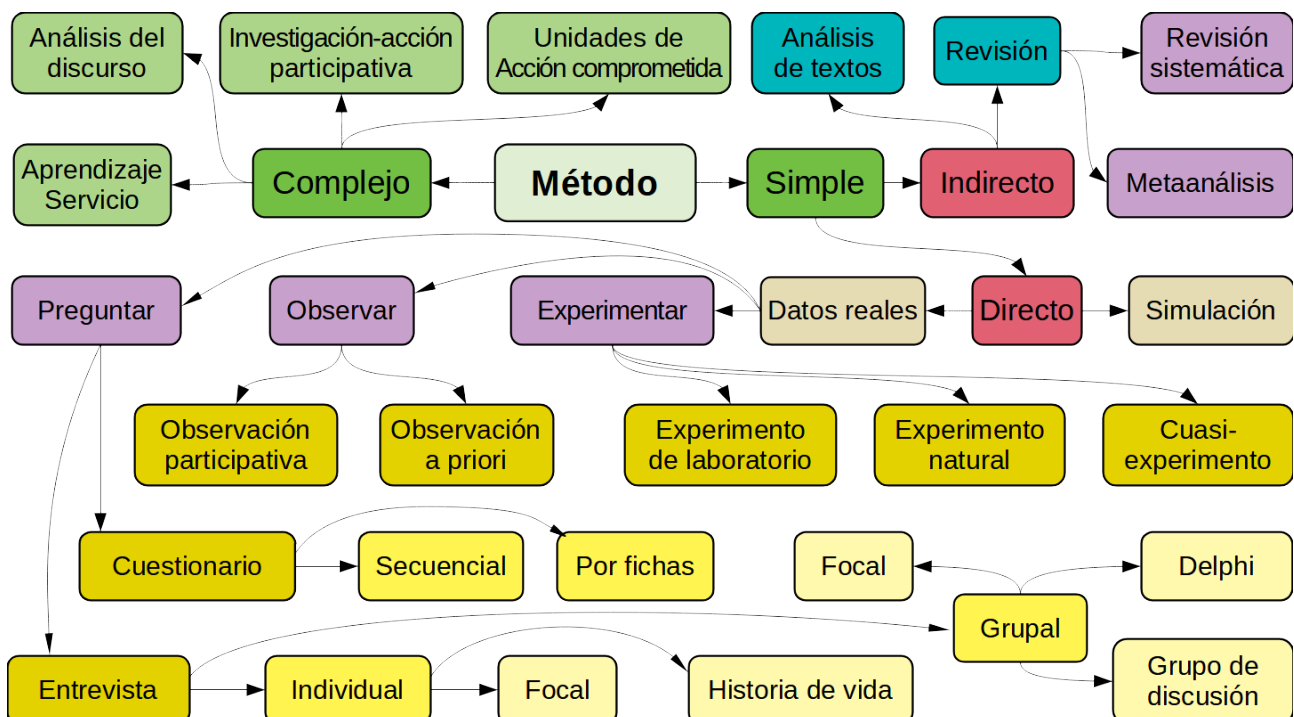 Análisis del
discurso
Investigación-acción
participativa
Unidades de
Acción comprometida
Análisis
de textos
Revisión
Revisión
sistemática
Aprendizaje
Servicio
Complejo
Método
Simple
Indirecto
Metaanálisis
Preguntar
Observar
Experimentar
Datos reales
Directo
Simulación
Observación
participativa
Observación
a priori
Experimento
de laboratorio
Experimento
natural
Cuasi-
experimento
Cuestionario
Secuencial
Por fichas
Focal
Delphi
Grupal
Entrevista
Individual
Focal
Historia de vida
Grupo de
discusión